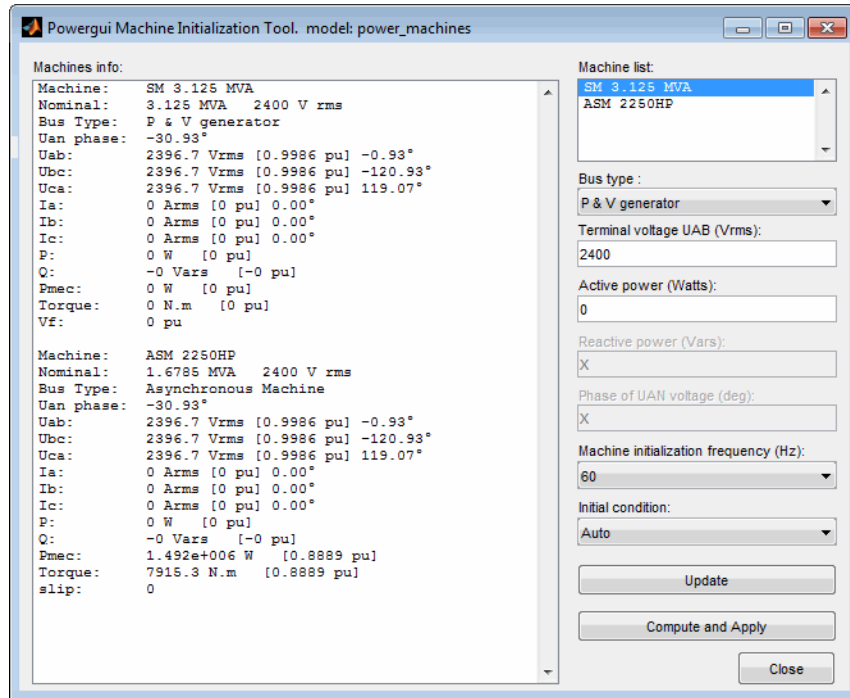 Powergui Machine Initialization Tool.  model: power_machines
Machines info:
Machine:    SM 3.125 MVA
Nominal:    3.125 MVA   2400 V rms
Bus Type:   P & V generator
Uan phase:  -30.93°
Uab:        2396.7 Vrms [0.9986 pu] -0.93°
Ubc:        2396.7 Vrms [0.9986 pu] -120.93°
Uca:        2396.7 Vrms [0.9986 pu] 119.07°
Ia:         0 Arms [0 pu] 0.00°
Ib:         0 Arms [0 pu] 0.00°
Ic:         0 Arms [0 pu] 0.00°
P:          0 W   [0 pu]
Q:          -0 Vars   [-0 pu]
Pmec:       0 W   [0 pu]
Torque:     0 N.m   [0 pu]
Vf:         0 pu
Machine:    ASM 2250HP
Nominal:    1.6785 MVA   2400 V rms
Bus Type:   Asynchronous Machine
Uan phase:  -30.93°
Uab:        2396.7 Vrms [0.9986 pu] -0.93°
Ubc:        2396.7 Vrms [0.9986 pu] -120.93°
Uca:        2396.7 Vrms [0.9986 pu] 119.07°
Ia:         0 Arms [0 pu] 0.00°
Ib:         0 Arms [0 pu] 0.00°
Ic:         0 Arms [0 pu] 0.00°
P:          0 W   [0 pu]
Q:          -0 Vars   [-0 pu]
Pmec:       1.492e+006 W   [0.8889 pu]
Torque:     7915.3 N.m   [0.8889 pu]
slip:       0
Machine list:
SM 3.125 MVA
ASM 2250HP
Bus type :
P & V generator
Terminal voltage UAB (Vrms):
2400
Active power (Watts):
0
Reactive power (Vars):
X
Phase of UAN voltage (deg):
X
Machine initialization frequency (Hz):
60
Initial condition:
Auto
Update
Compute and Apply
Close